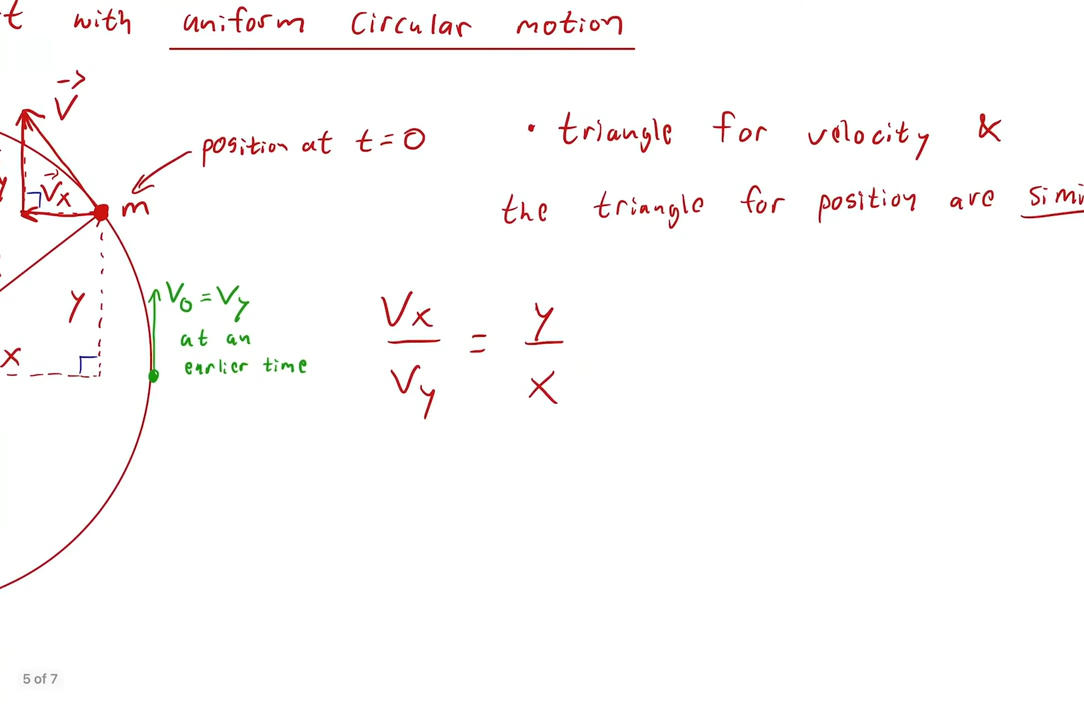 with uniform circular motion
V
position at t=0
• triangle for velocity &
Vx
m
the triangle for position are
y
V0 = Vy
at an
earlier time
x
Vx/Vy = y/x
5 of 7